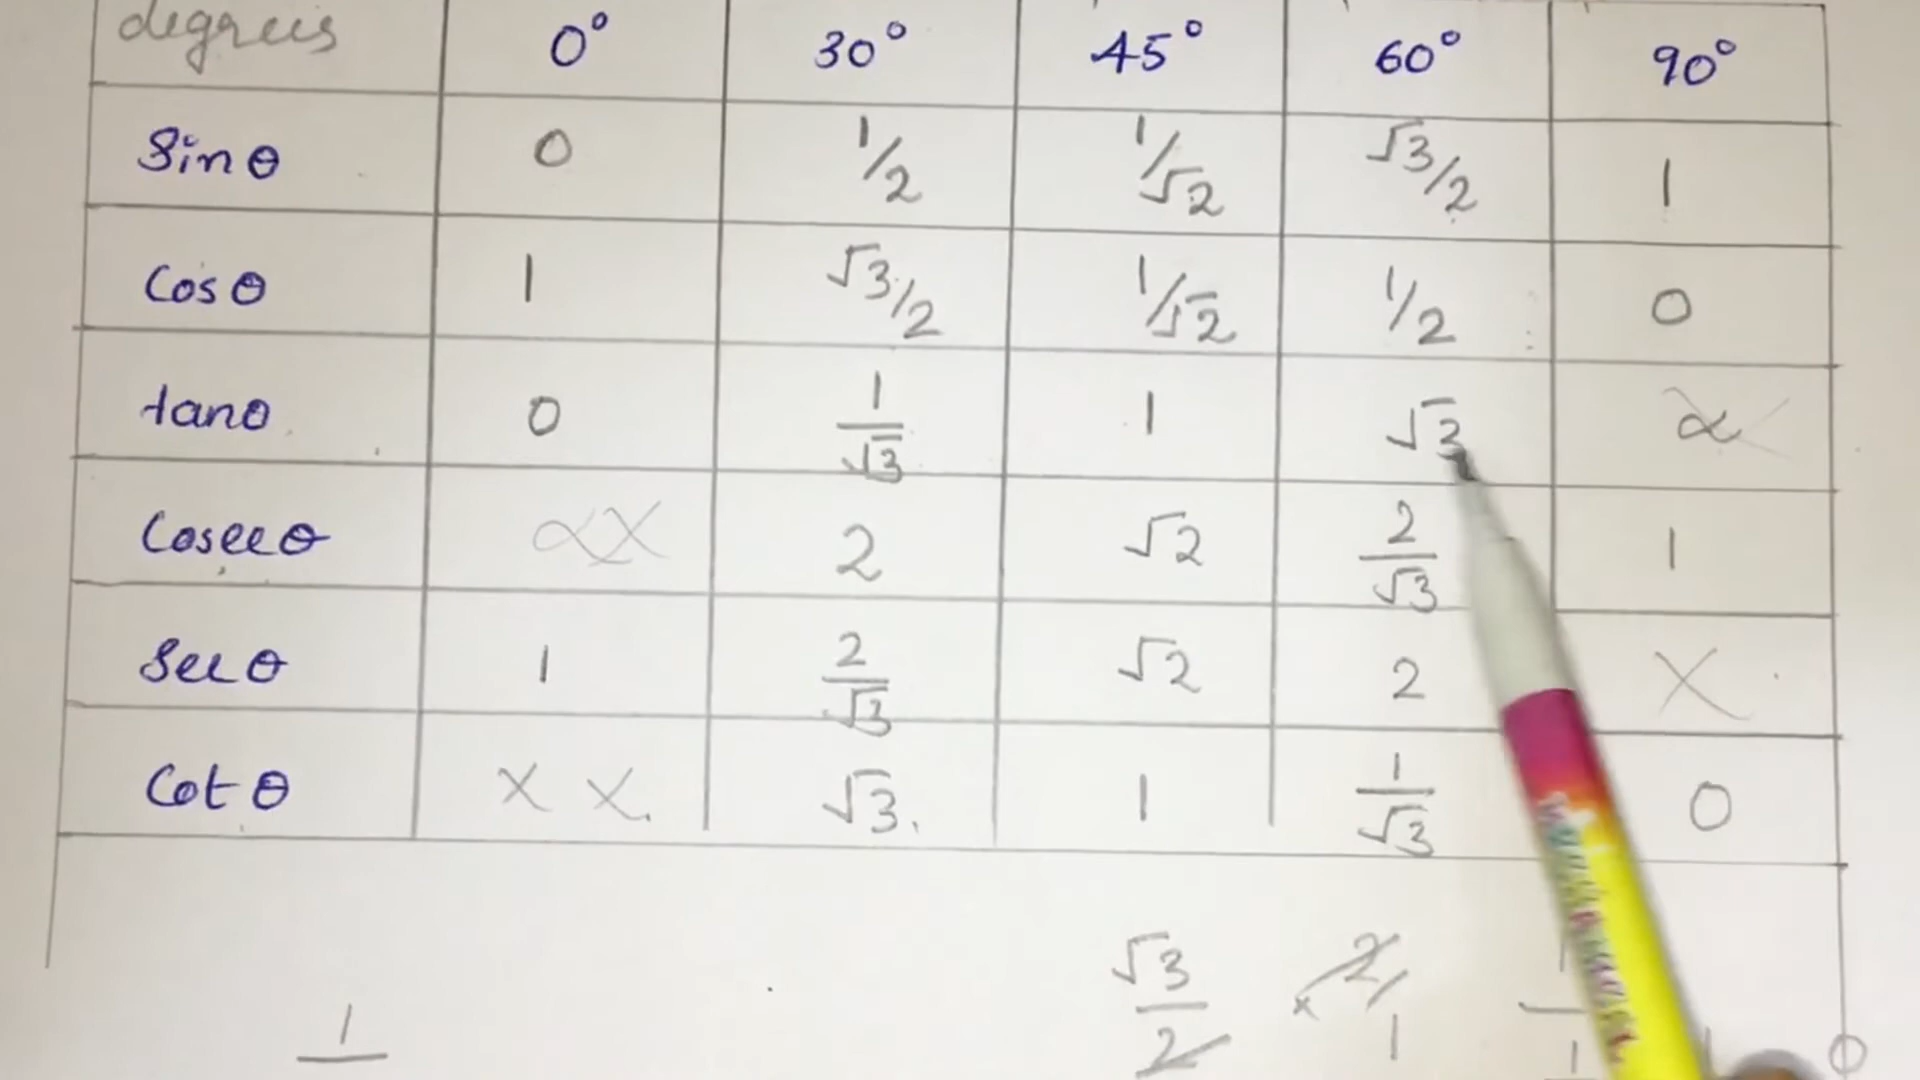 degrees 0° 30° 45° 60° 90°
Sinθ 0 1/2 1/√2 √3/2 1
Cosθ 1 √3/2 1/√2 1/2 0
tanθ 0 1/√3 1 √3 ∝
Cosecθ ∝X 2 √2 2/√3 1
Secθ 1 2/√3 √2 2 X
Cotθ X X √3 1 1/√3 0
√3/2 × 2/1
1